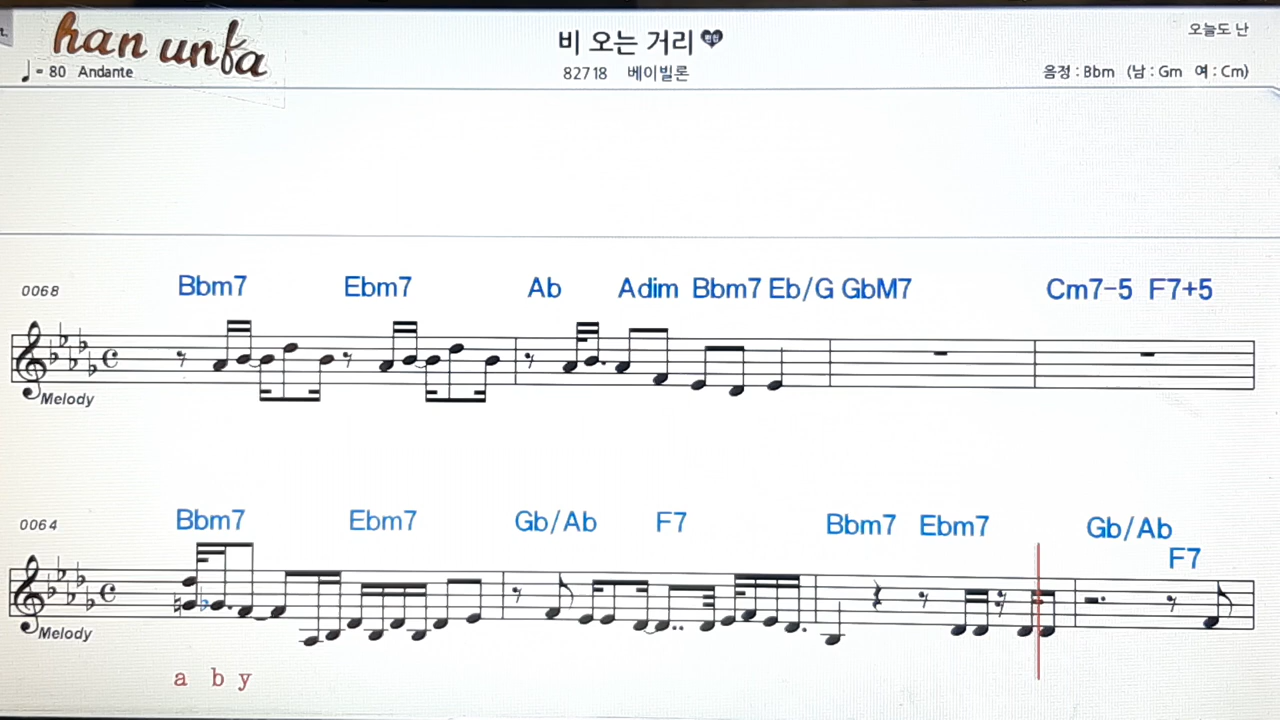 t.
han unfa
비 오는 거리
오늘도 난
♩ = 80 Andante
82718 베이빌론
음정 : Bbm (남 : Gm 여 : Cm)
0068
Bbm7 Ebm7 Ab Adim Bbm7 Eb/G GbM7 Cm7-5 F7+5
Melody
0064
Bbm7 Ebm7 Gb/Ab F7 Bbm7 Ebm7 Gb/Ab
F7
Melody
a b y